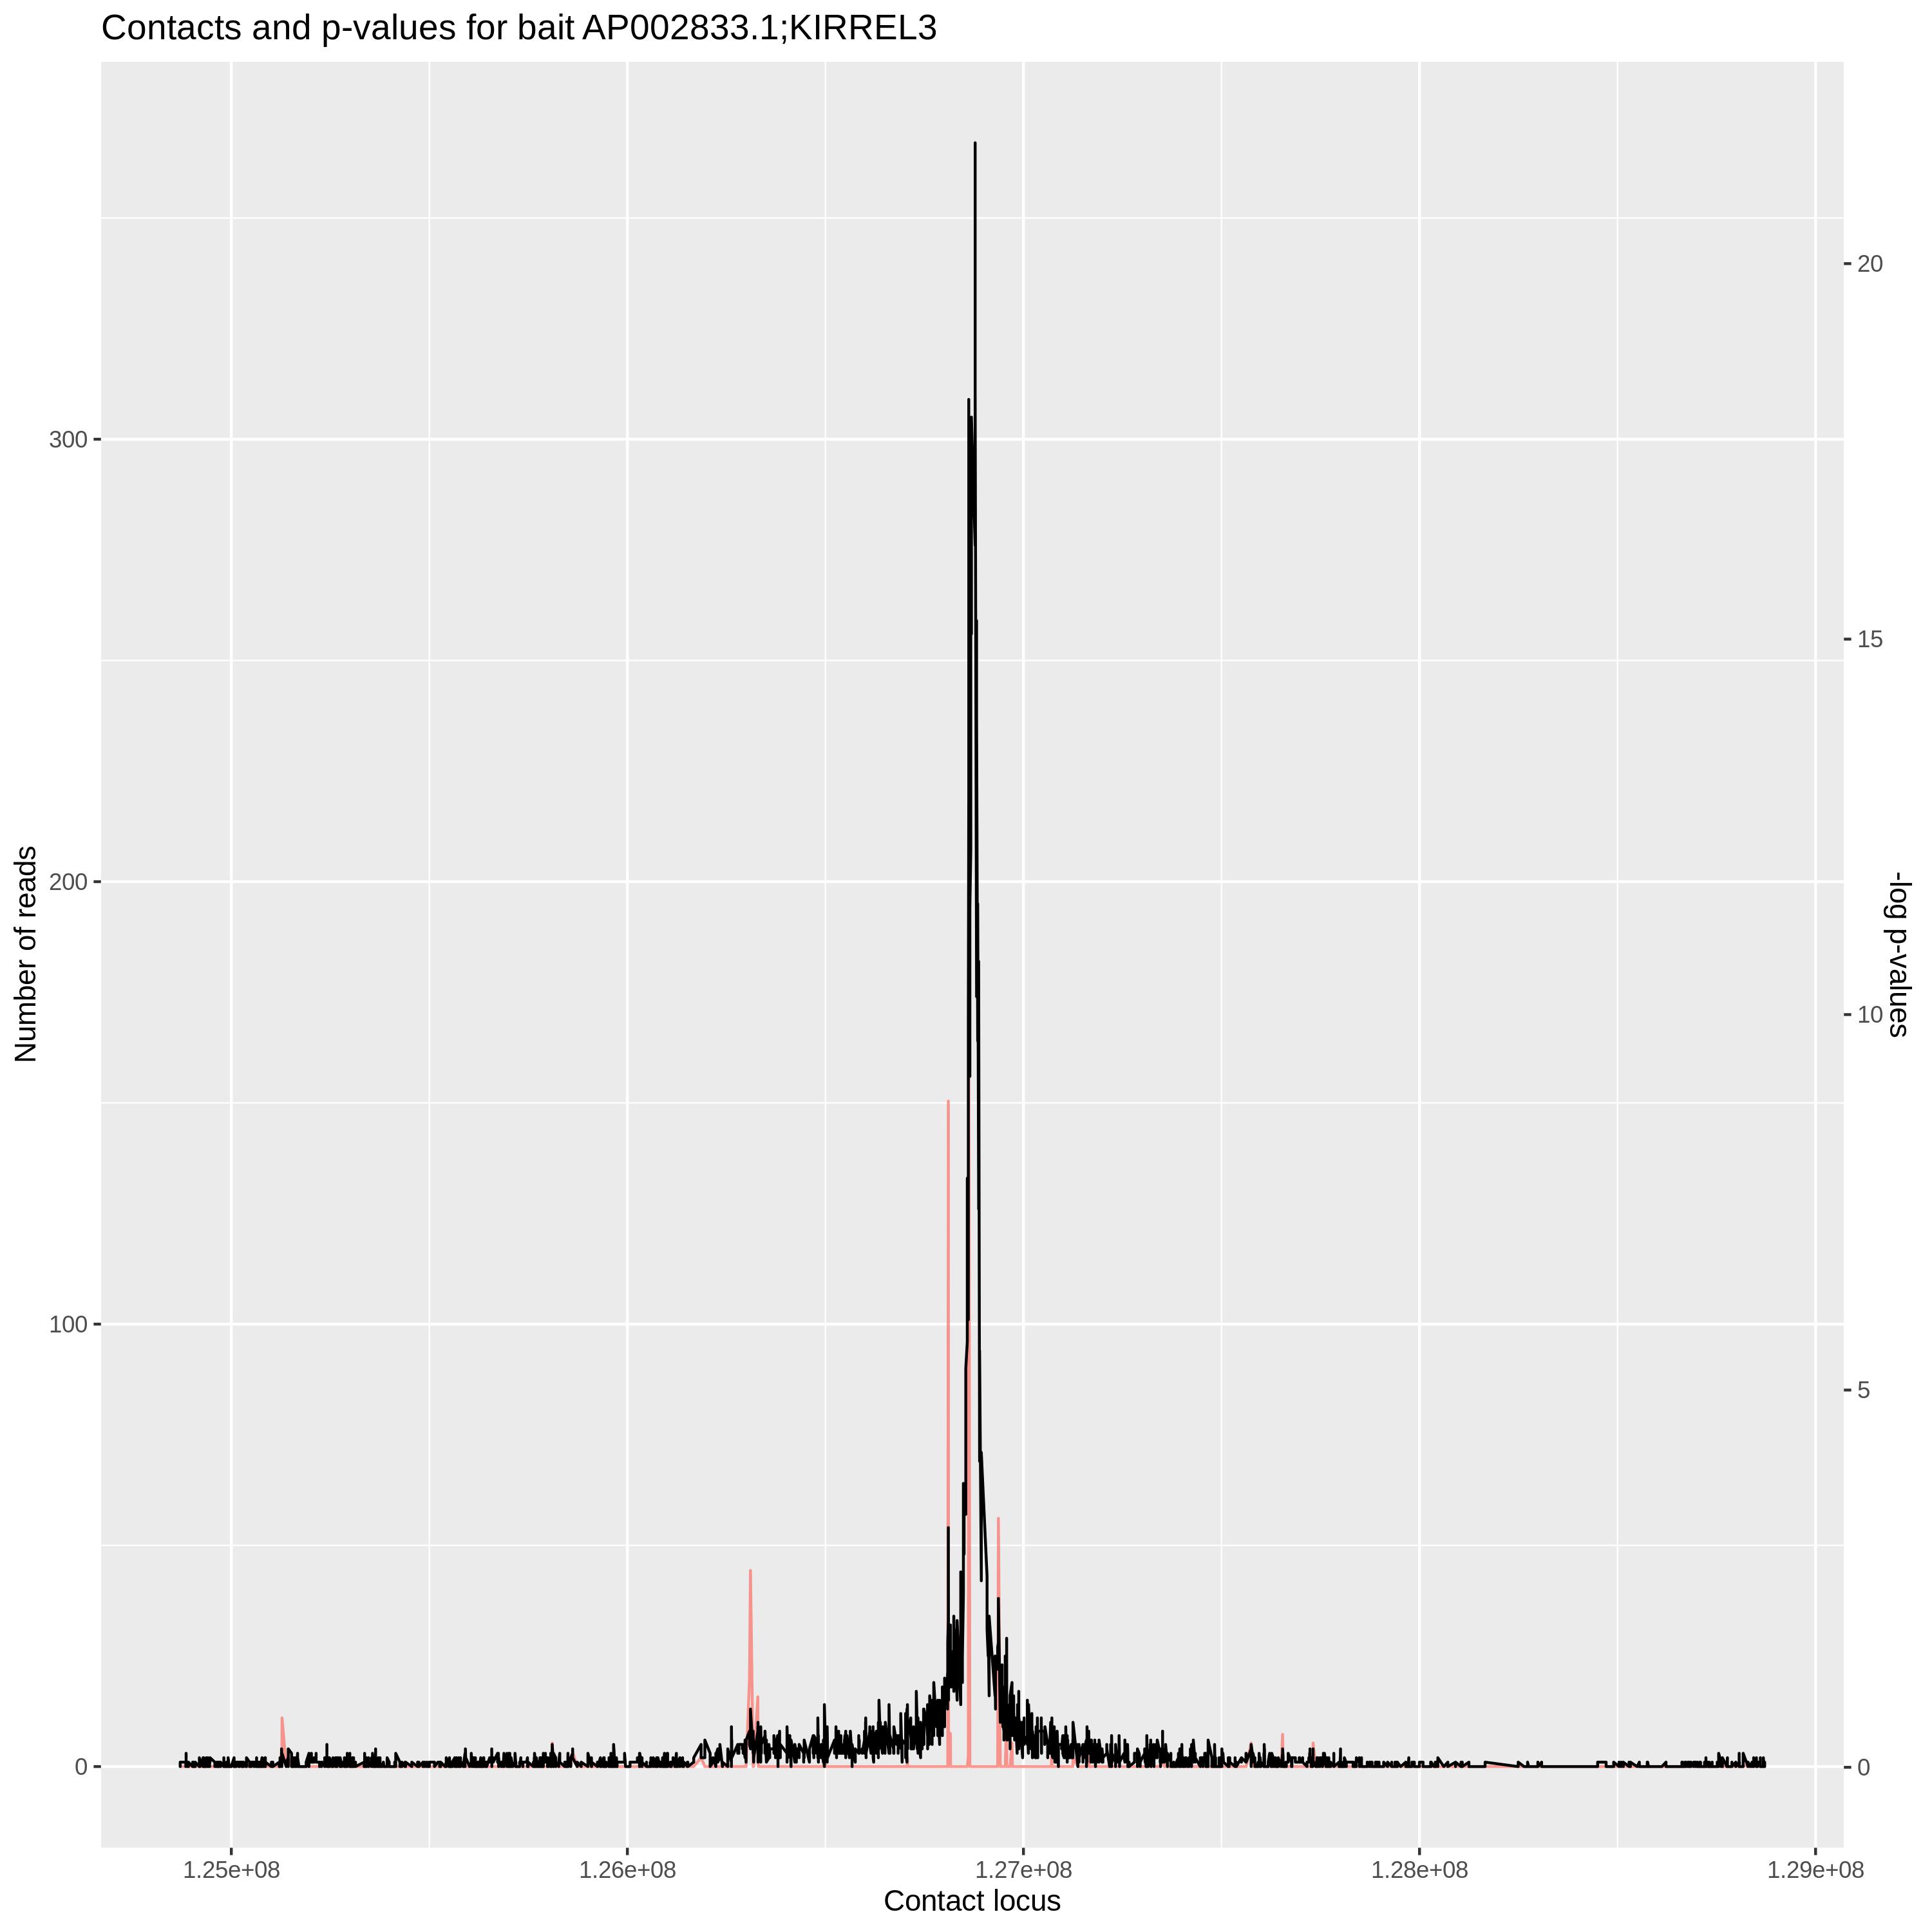 Contacts and p-values for bait AP002833.1;KIRREL3
300
200
100
0
Number of reads
20
15
10
5
0
-log p-values
1.25e+08
1.26e+08
1.27e+08
1.28e+08
1.29e+08
Contact locus